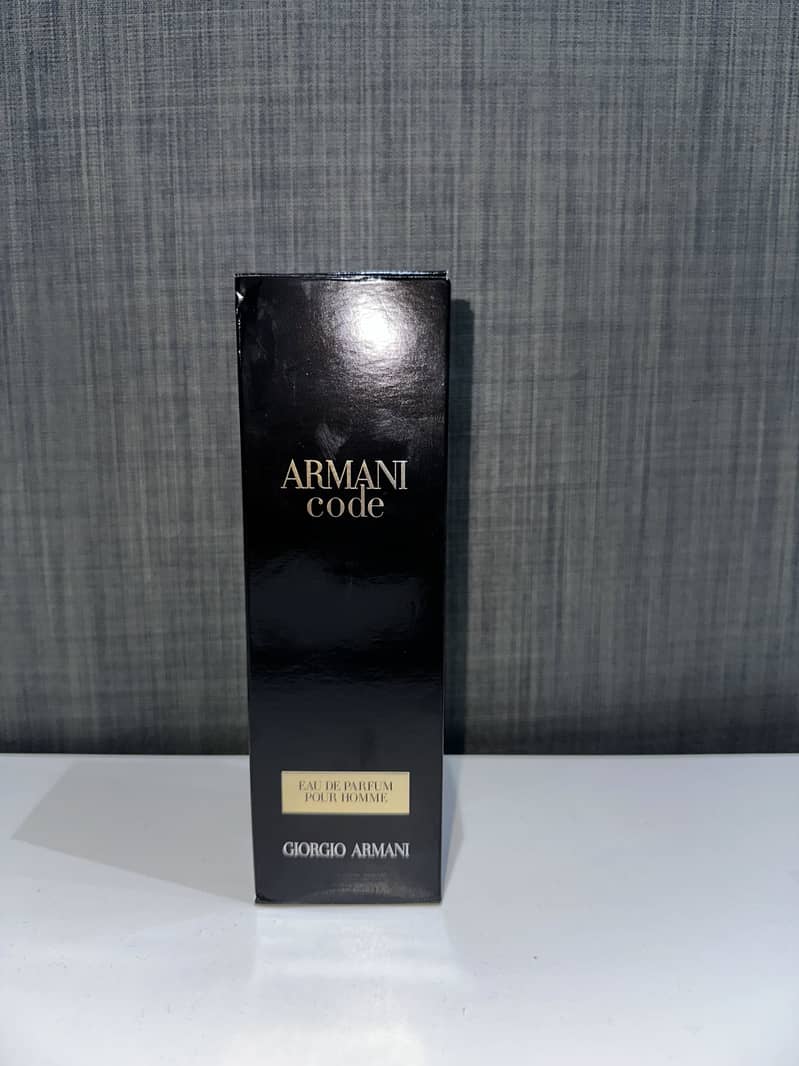 ARMANI
code
EAU DE PARFUM
POUR HOMME
GIORGIO ARMANI